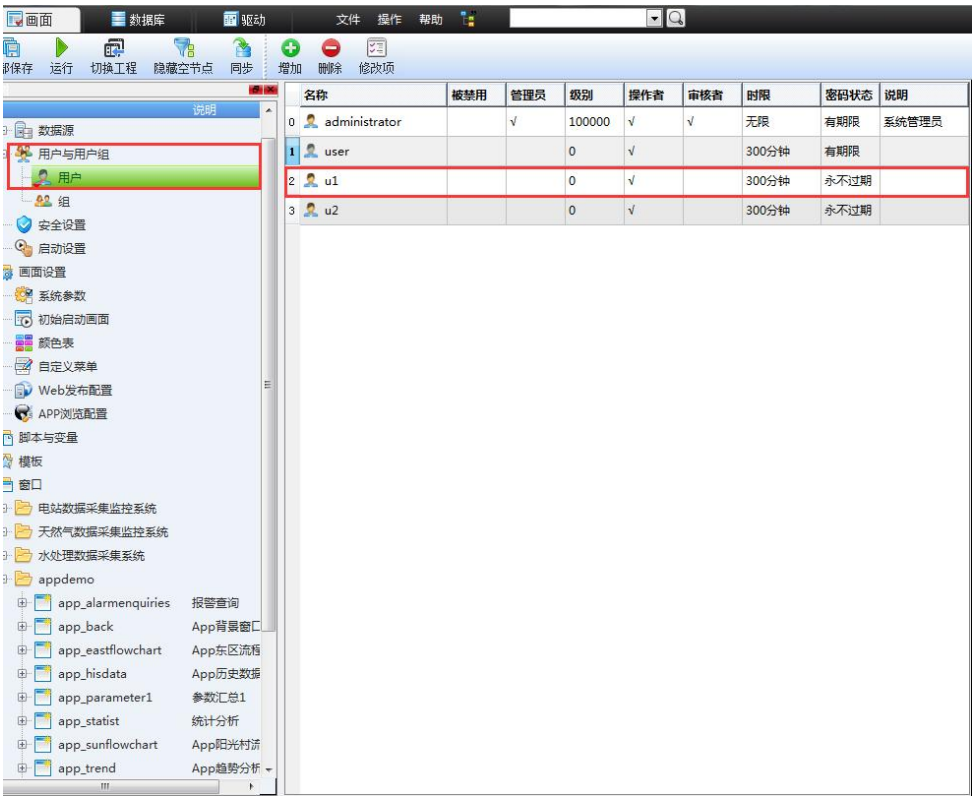 画面 数据库 驱动 文件 操作 帮助
部保存 运行 切换工程 隐藏空节点 同步 增加 删除 修改项
说明
数据源
用户与用户组
用户
组
安全设置
启动设置
画面设置
系统参数
初始启动画面
颜色表
自定义菜单
Web发布配置
APP浏览配置
脚本与变量
模板
窗口
电站数据采集监控系统
天然气数据采集监控系统
水处理数据采集系统
appdemo
app_alarmenquiries 报警查询
app_back App背景窗口
app_eastflowchart App东区流程
app_hisdata App历史数据
app_parameter1 参数汇总1
app_statist 统计分析
app_sunflowchart App阳光村流
app_trend App趋势分析
名称 被禁用 管理员 级别 操作者 审核者 时限 密码状态 说明
0 administrator √ 100000 √ √ 无限 有期限 系统管理员
1 user 0 √ 300分钟 有期限
2 u1 0 √ 300分钟 永不过期
3 u2 0 √ 300分钟 永不过期